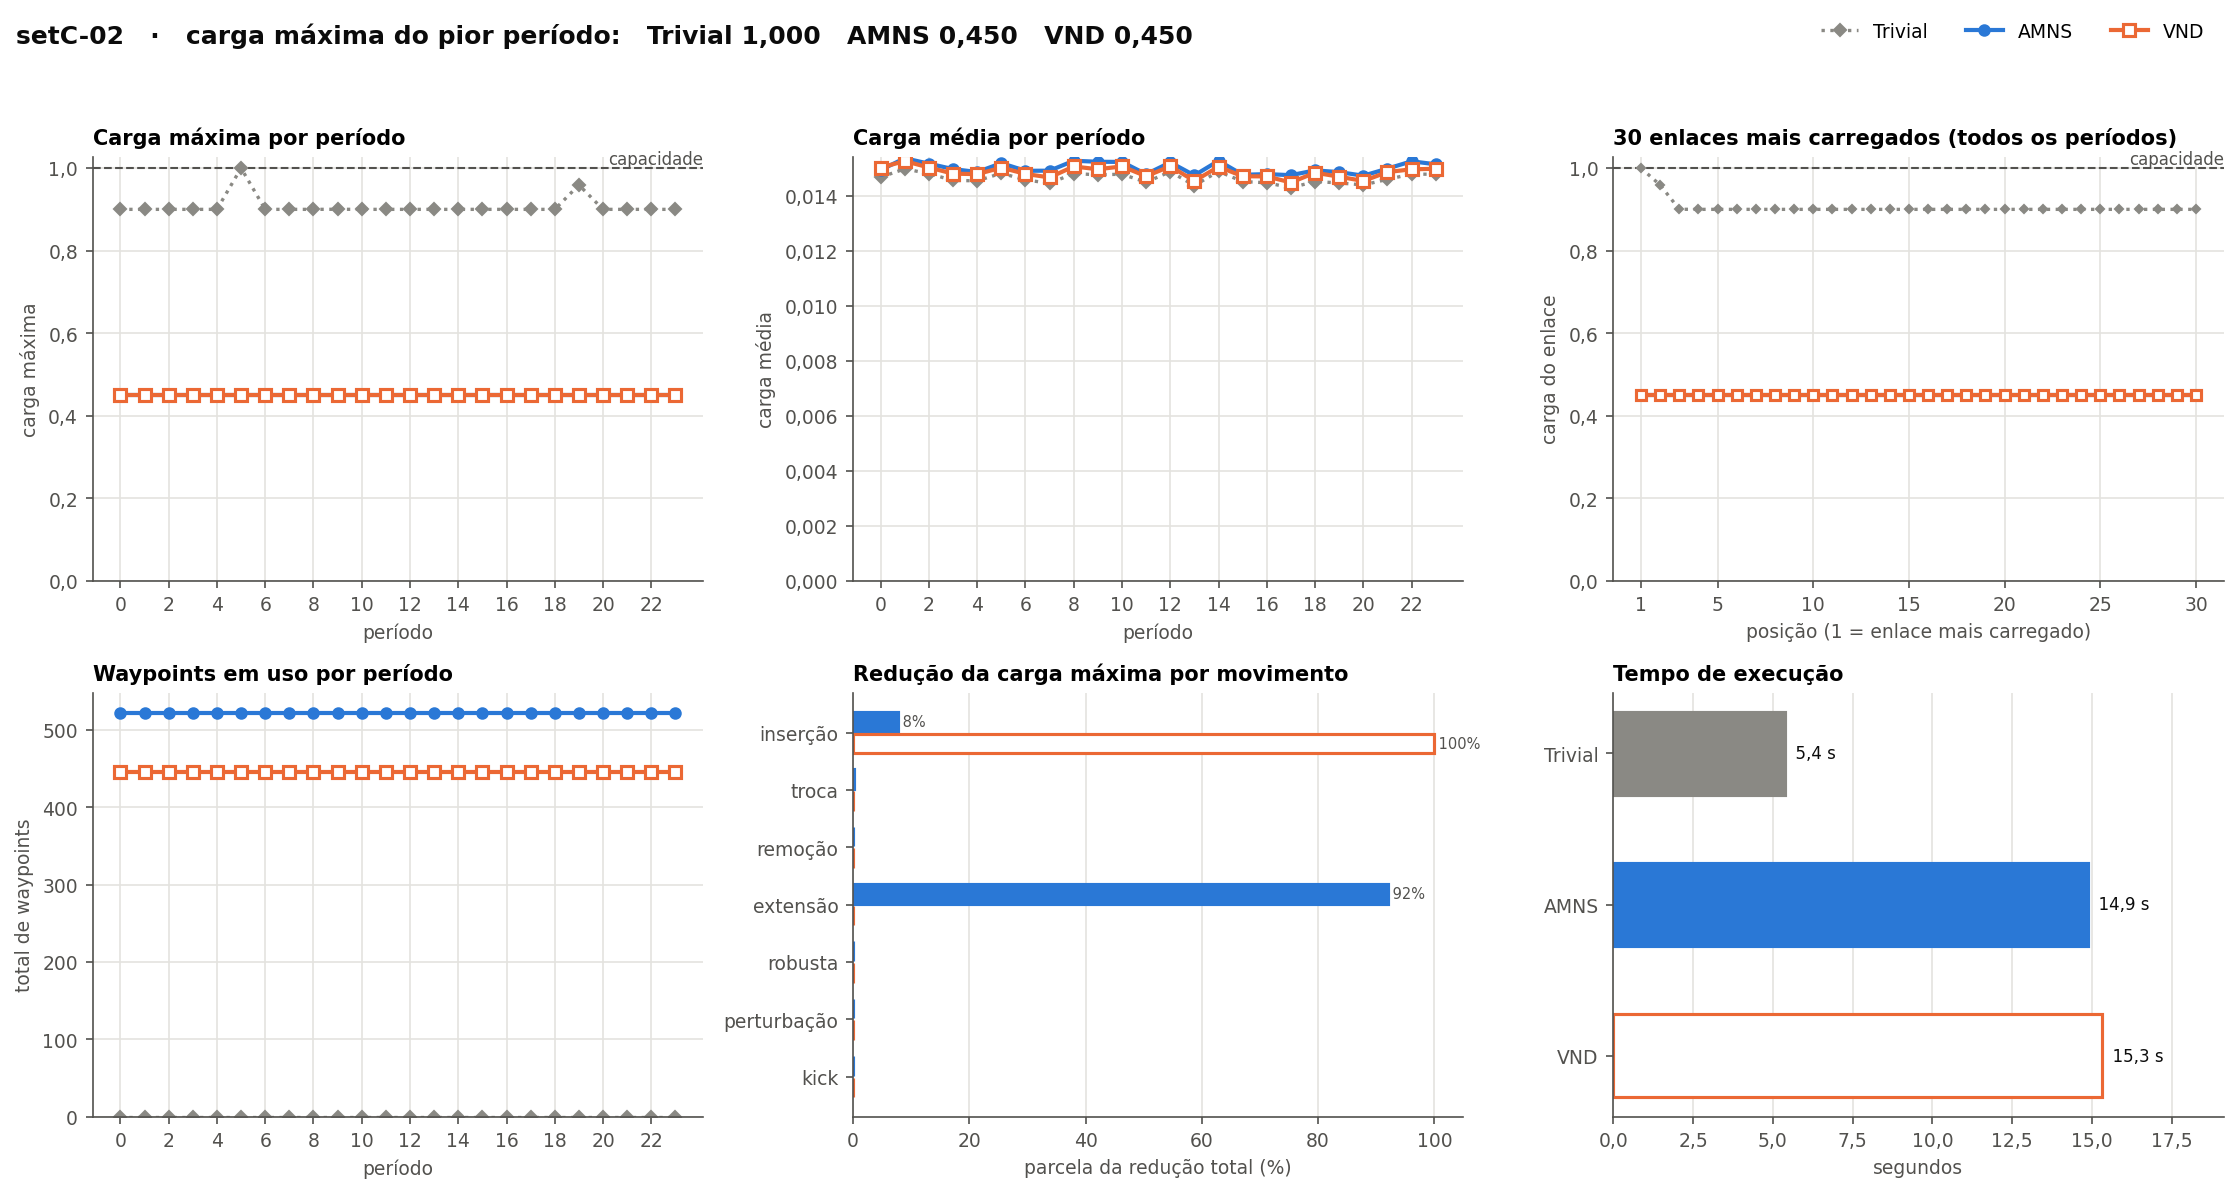 setC-02 · carga máxima do pior período: Trivial 1,000 AMNS 0,450 VND 0,450
Trivial AMNS VND
Carga máxima por período
capacidade
1,0
0,8
0,6
0,4
0,2
0,0
carga máxima
0 2 4 6 8 10 12 14 16 18 20 22
período
Carga média por período
0,014
0,012
0,010
0,008
0,006
0,004
0,002
0,000
carga média
0 2 4 6 8 10 12 14 16 18 20 22
período
30 enlaces mais carregados (todos os períodos)
capacidade
1,0
0,8
0,6
0,4
0,2
0,0
carga do enlace
1 5 10 15 20 25 30
posição (1 = enlace mais carregado)
Waypoints em uso por período
500
400
300
200
100
0
total de waypoints
0 2 4 6 8 10 12 14 16 18 20 22
período
Redução da carga máxima por movimento
inserção
8%
100%
troca
remoção
extensão
92%
robusta
perturbação
kick
0 20 40 60 80 100
parcela da redução total (%)
Tempo de execução
Trivial
5,4 s
AMNS
14,9 s
VND
15,3 s
0,0 2,5 5,0 7,5 10,0 12,5 15,0 17,5
segundos